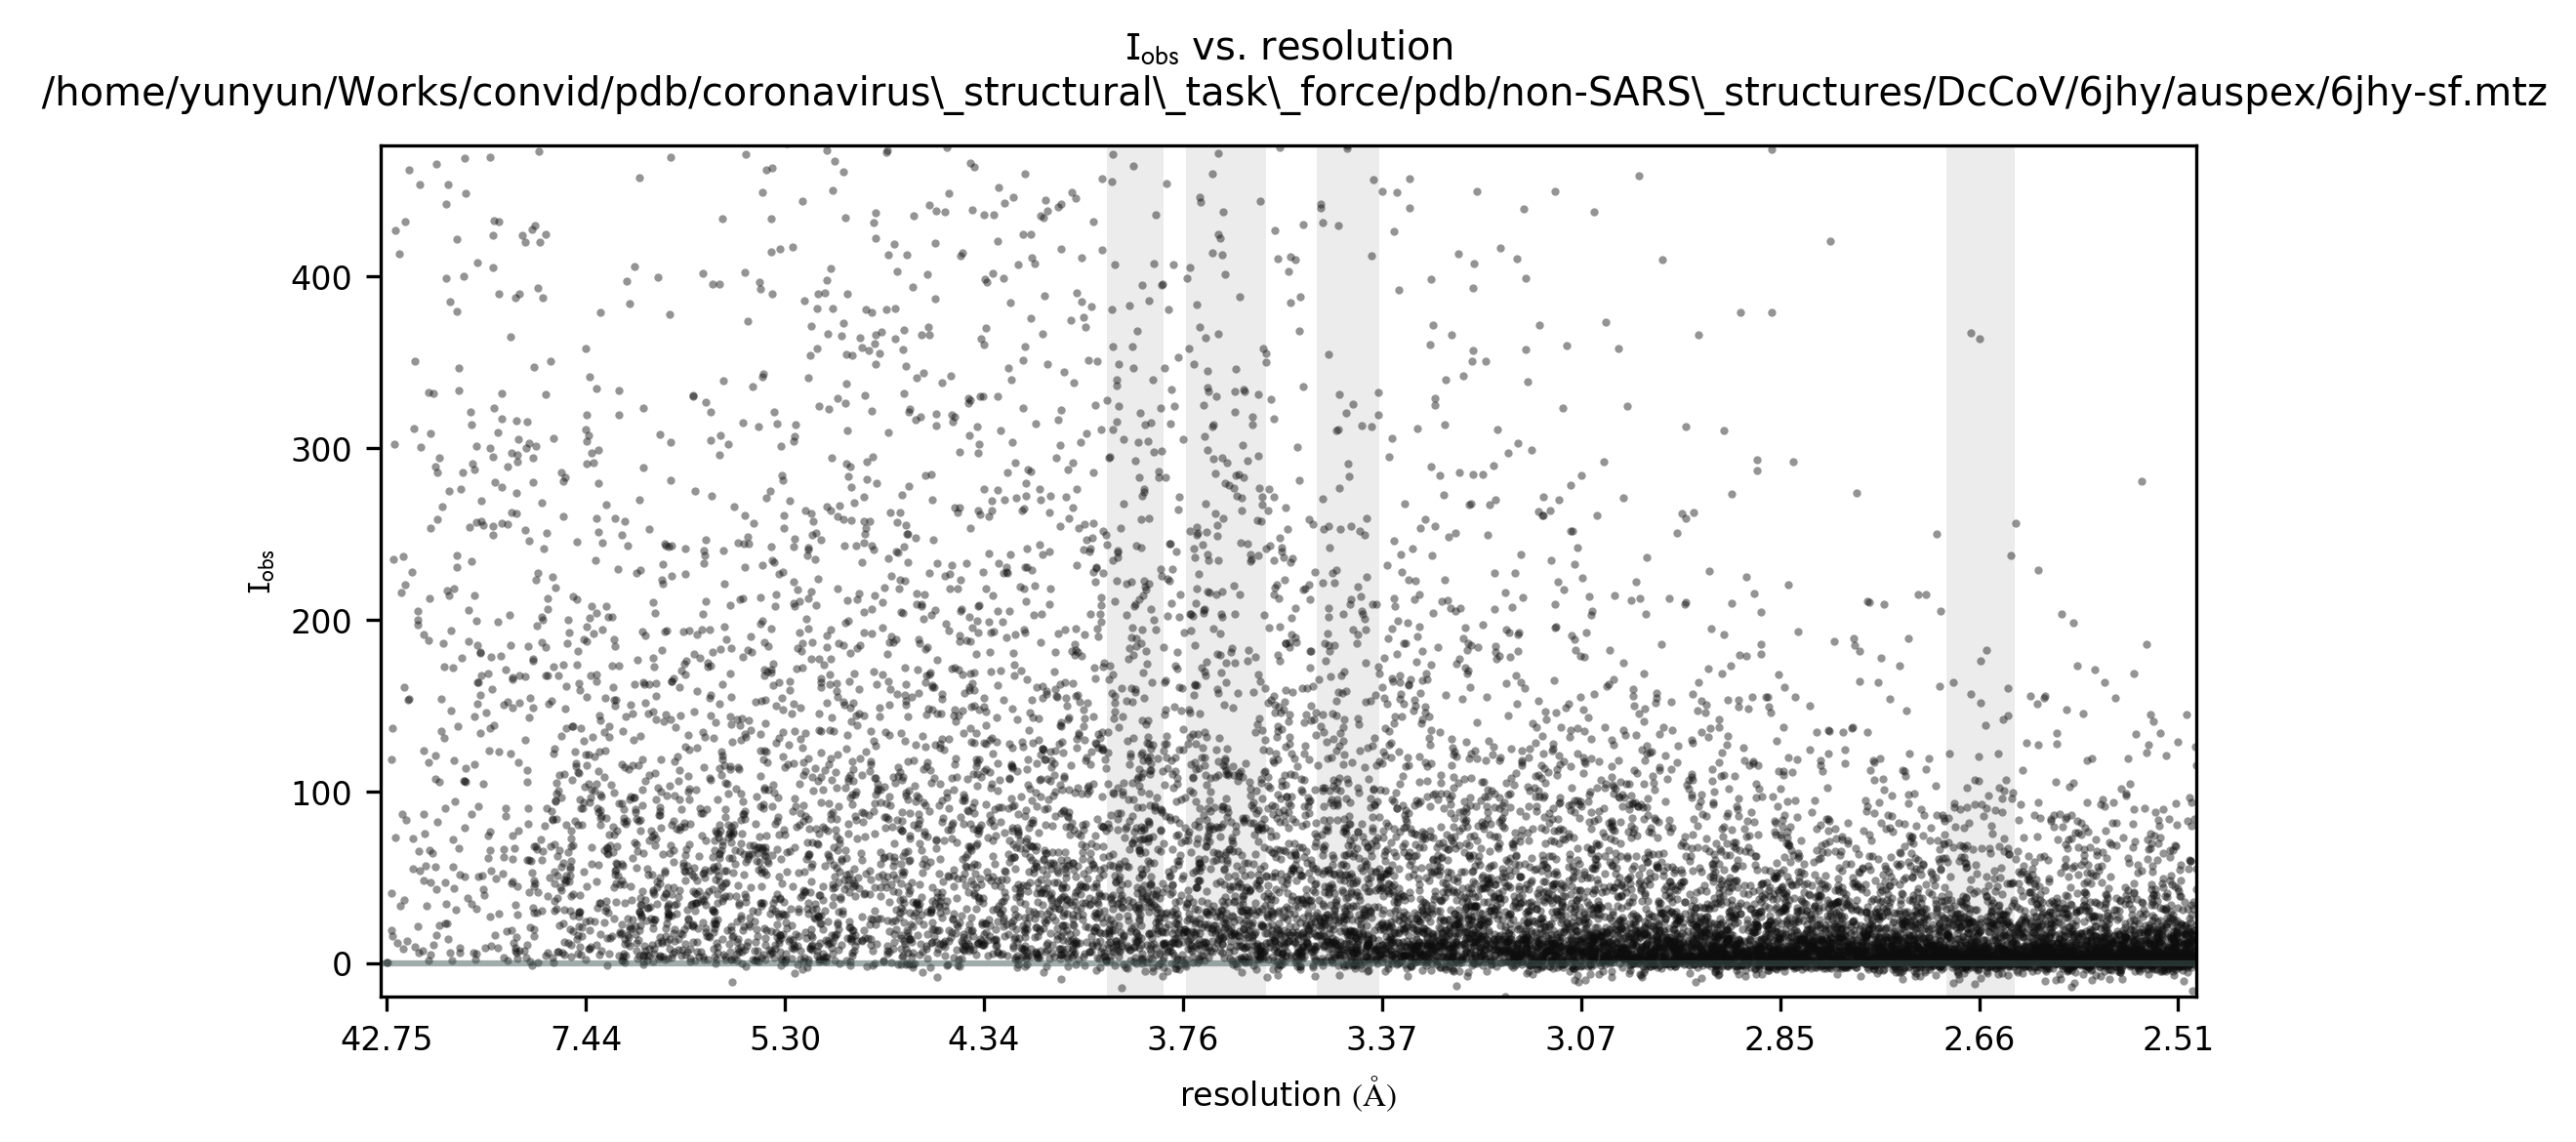 I_obs vs. resolution
/home/yunyun/Works/convid/pdb/coronavirus\_structural\_task\_force/pdb/non-SARS\_structures/DcCoV/6jhy/auspex/6jhy-sf.mtz
I_obs
400
300
200
100
0
42.75 7.44 5.30 4.34 3.76 3.37 3.07 2.85 2.66 2.51
resolution (Å)